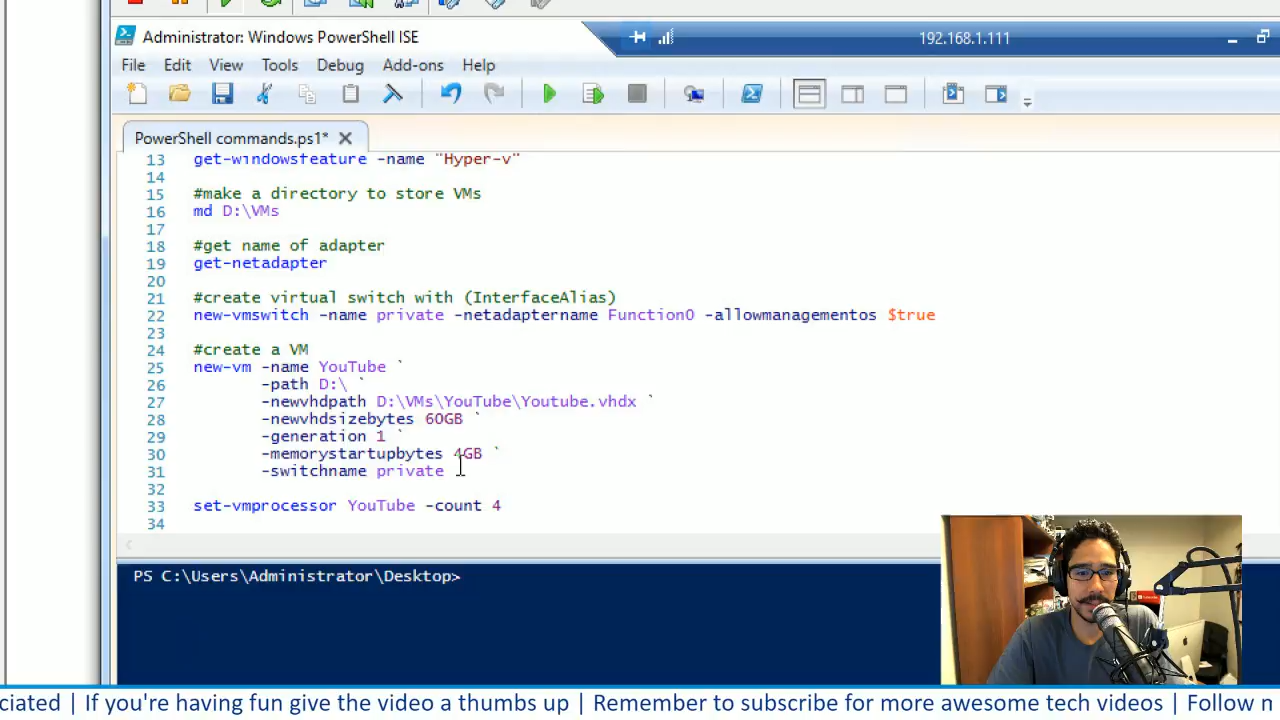 Administrator: Windows PowerShell ISE
192.168.1.111
File Edit View Tools Debug Add-ons Help
PowerShell commands.ps1*
13 get-windowsfeature -name "Hyper-v"
14
15 #make a directory to store VMs
16 md D:\VMs
17
18 #get name of adapter
19 get-netadapter
20
21 #create virtual switch with (InterfaceAlias)
22 new-vmswitch -name private -netadaptername Function0 -allowmanagementos $true
23
24 #create a VM
25 new-vm -name YouTube `
26 -path D:\ `
27 -newvhdpath D:\VMs\YouTube\Youtube.vhdx `
28 -newvhdsizebytes 60GB `
29 -generation 1 `
30 -memorystartupbytes 4GB `
31 -switchname private
32
33 set-vmprocessor YouTube -count 4
34
PS C:\Users\Administrator\Desktop>
ciated | If you're having fun give the video a thumbs up | Remember to subscribe for more awesome tech videos | Follow